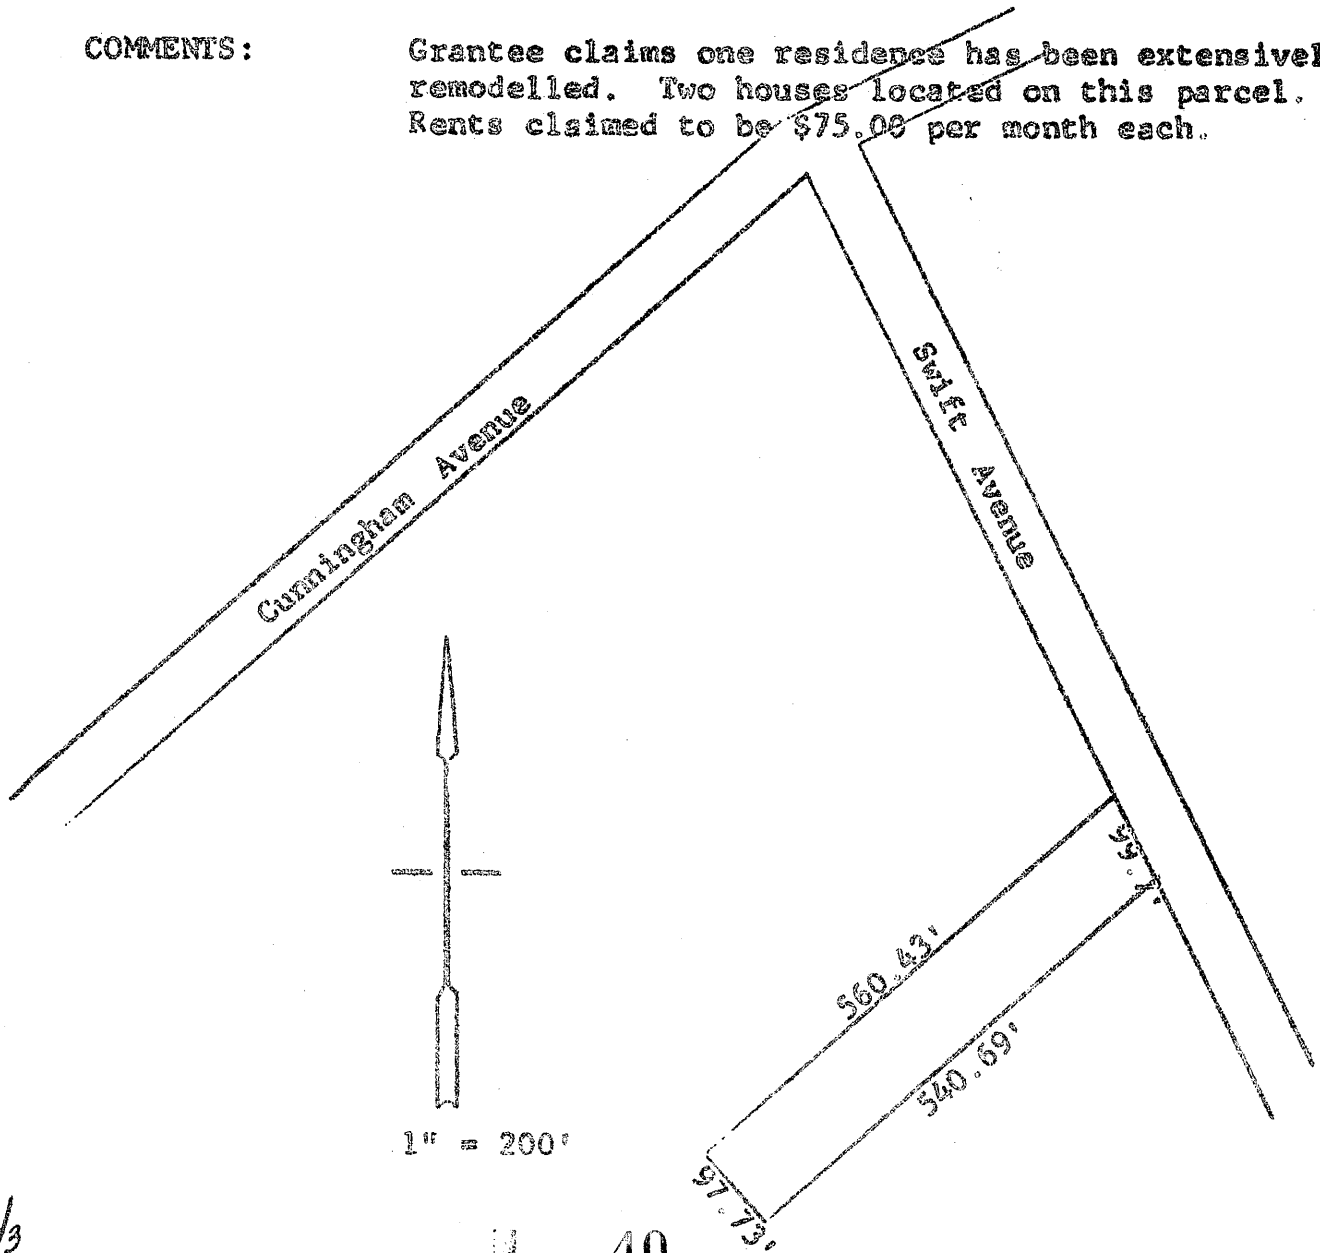 COMMENTS: Grantee claims one residence has been extensivel
remodelled. Two houses located on this parcel.
Rents claimed to be $75.00 per month each.
Swift Avenue
Cunningham Avenue
560.43'
540.69'
97.73'
1" = 200'
40